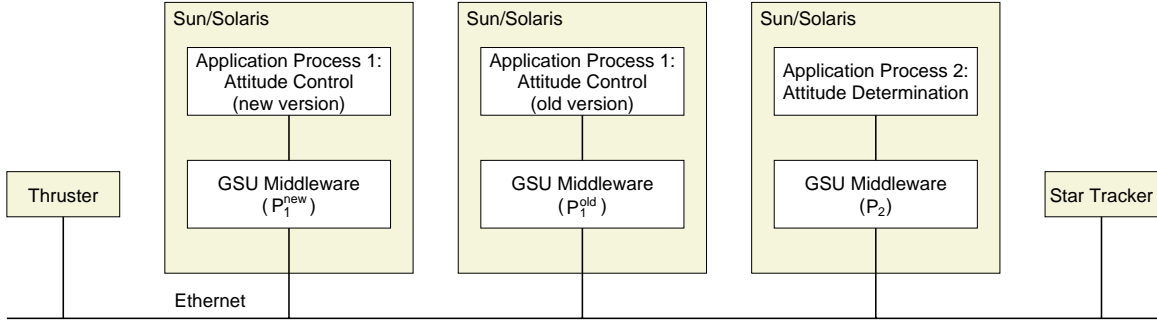 Sun/Solaris
Application Process 1:
Attitude Control
(new version)
GSU Middleware
( P₁ⁿᵉʷ )
Sun/Solaris
Application Process 1:
Attitude Control
(old version)
GSU Middleware
( P₁ᵒˡᵈ )
Sun/Solaris
Application Process 2:
Attitude Determination
GSU Middleware
(P₂)
Thruster
Star Tracker
Ethernet